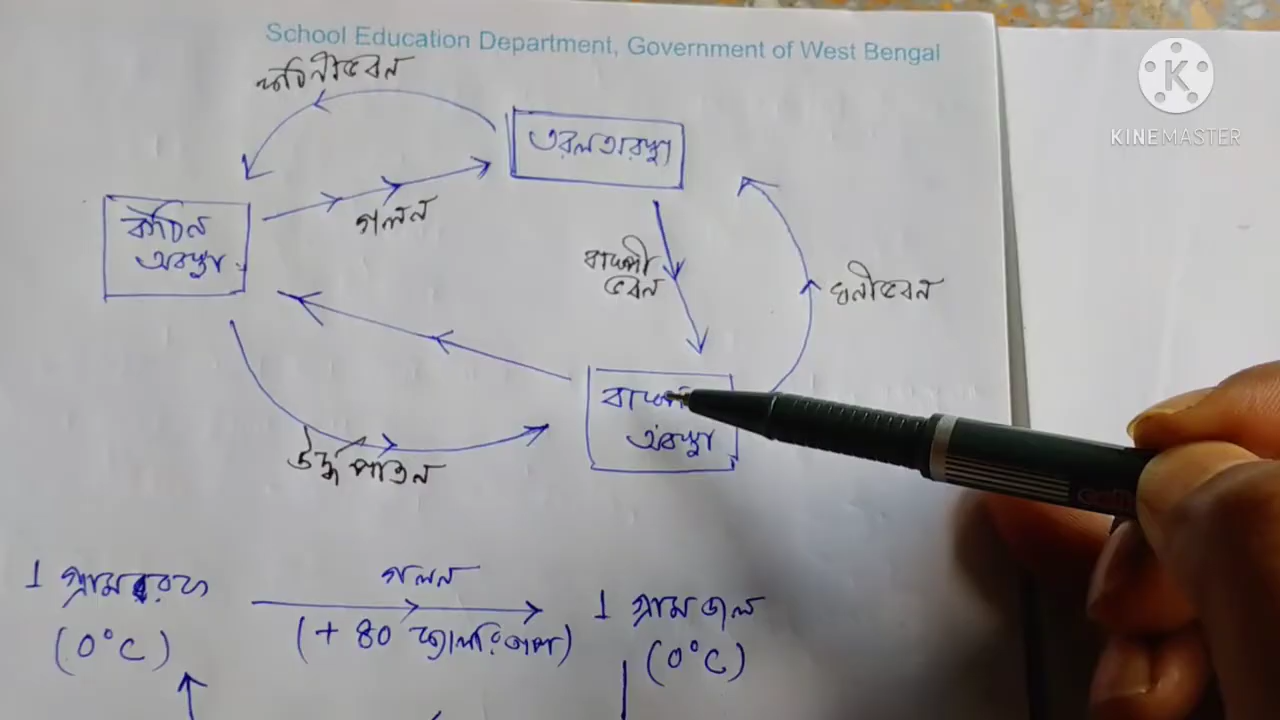 School Education Department, Government of West Bengal
KINEMASTER
কঠিনীভবন
তরল অবস্থা
কঠিন
অবস্থা
গলন
বাষ্পী
ভবন
ঘনীভবন
বাষ্পীয়
অবস্থা
ঊর্ধ্বপাতন
1 গ্রাম বরফ
গলন
1 গ্রাম জল
(0°C)
(+ 80 ক্যালরি তাপ)
(0°C)